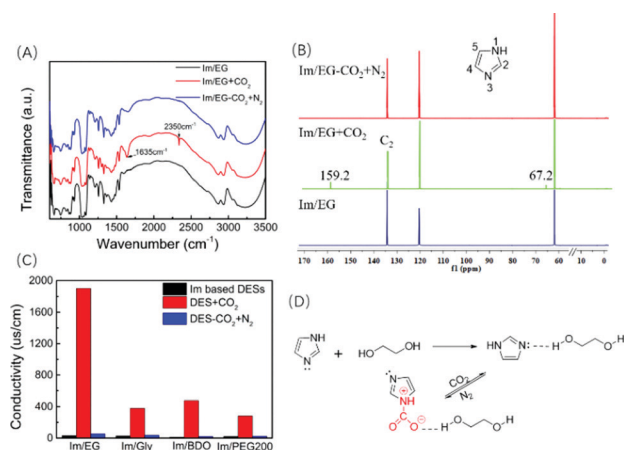 (A)
Im/EG
Im/EG+CO₂
Im/EG-CO₂+N₂
2350cm⁻¹
1635cm⁻¹
Transmittance (a.u.)
1000 1500 2000 2500 3000 3500
Wavenumber (cm⁻¹)
(B)
1
NH
5
2
4
N
3
Im/EG-CO₂+N₂
Im/EG+CO₂
C₂
159.2
67.2
Im/EG
170 160 150 140 130 120 110 100 90 80 70 60 10 0
f1 (ppm)
(C)
Im based DESs
DES+CO₂
DES-CO₂+N₂
Conductivity (us/cm)
2000
1600
1200
800
400
0
Im/EG Im/Gly Im/BDO Im/PEG200
(D)
NH
N
+
HO
OH
HN
N:
H
O
O
H
CO₂
N₂
N
NH
+
C
O
O
−
H
O
O
H